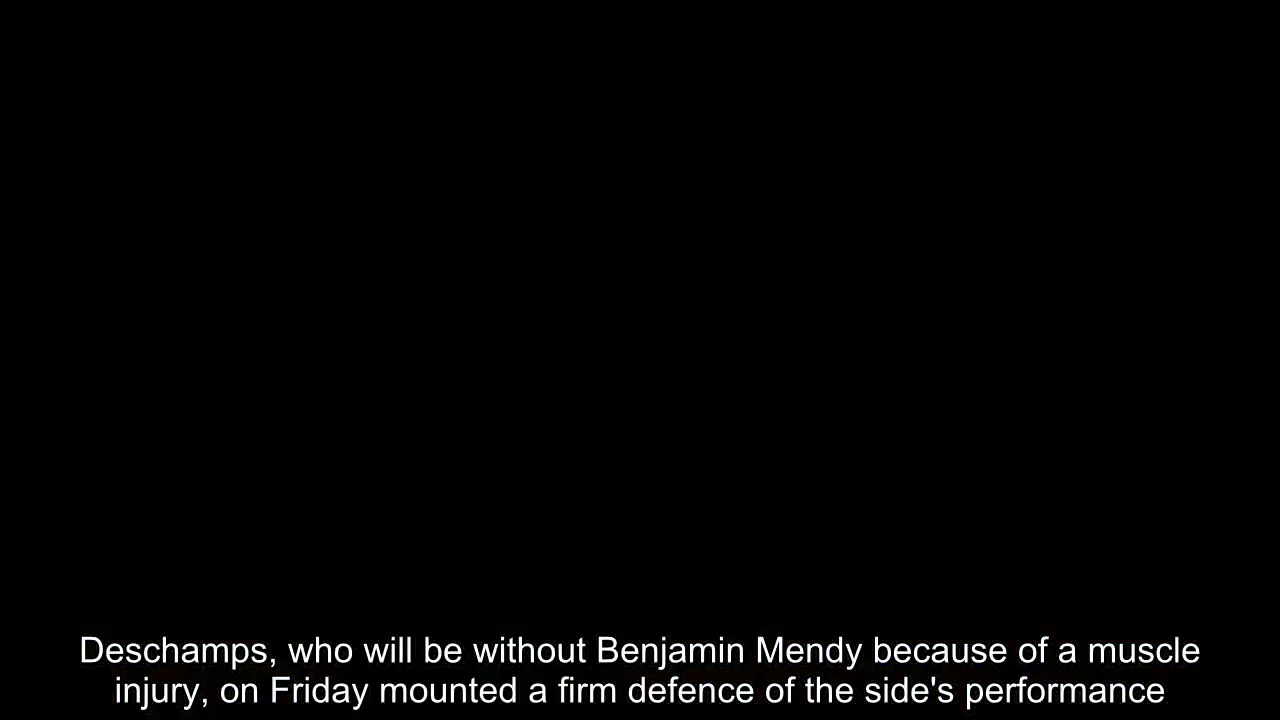 Deschamps, who will be without Benjamin Mendy because of a muscle
injury, on Friday mounted a firm defence of the side's performance